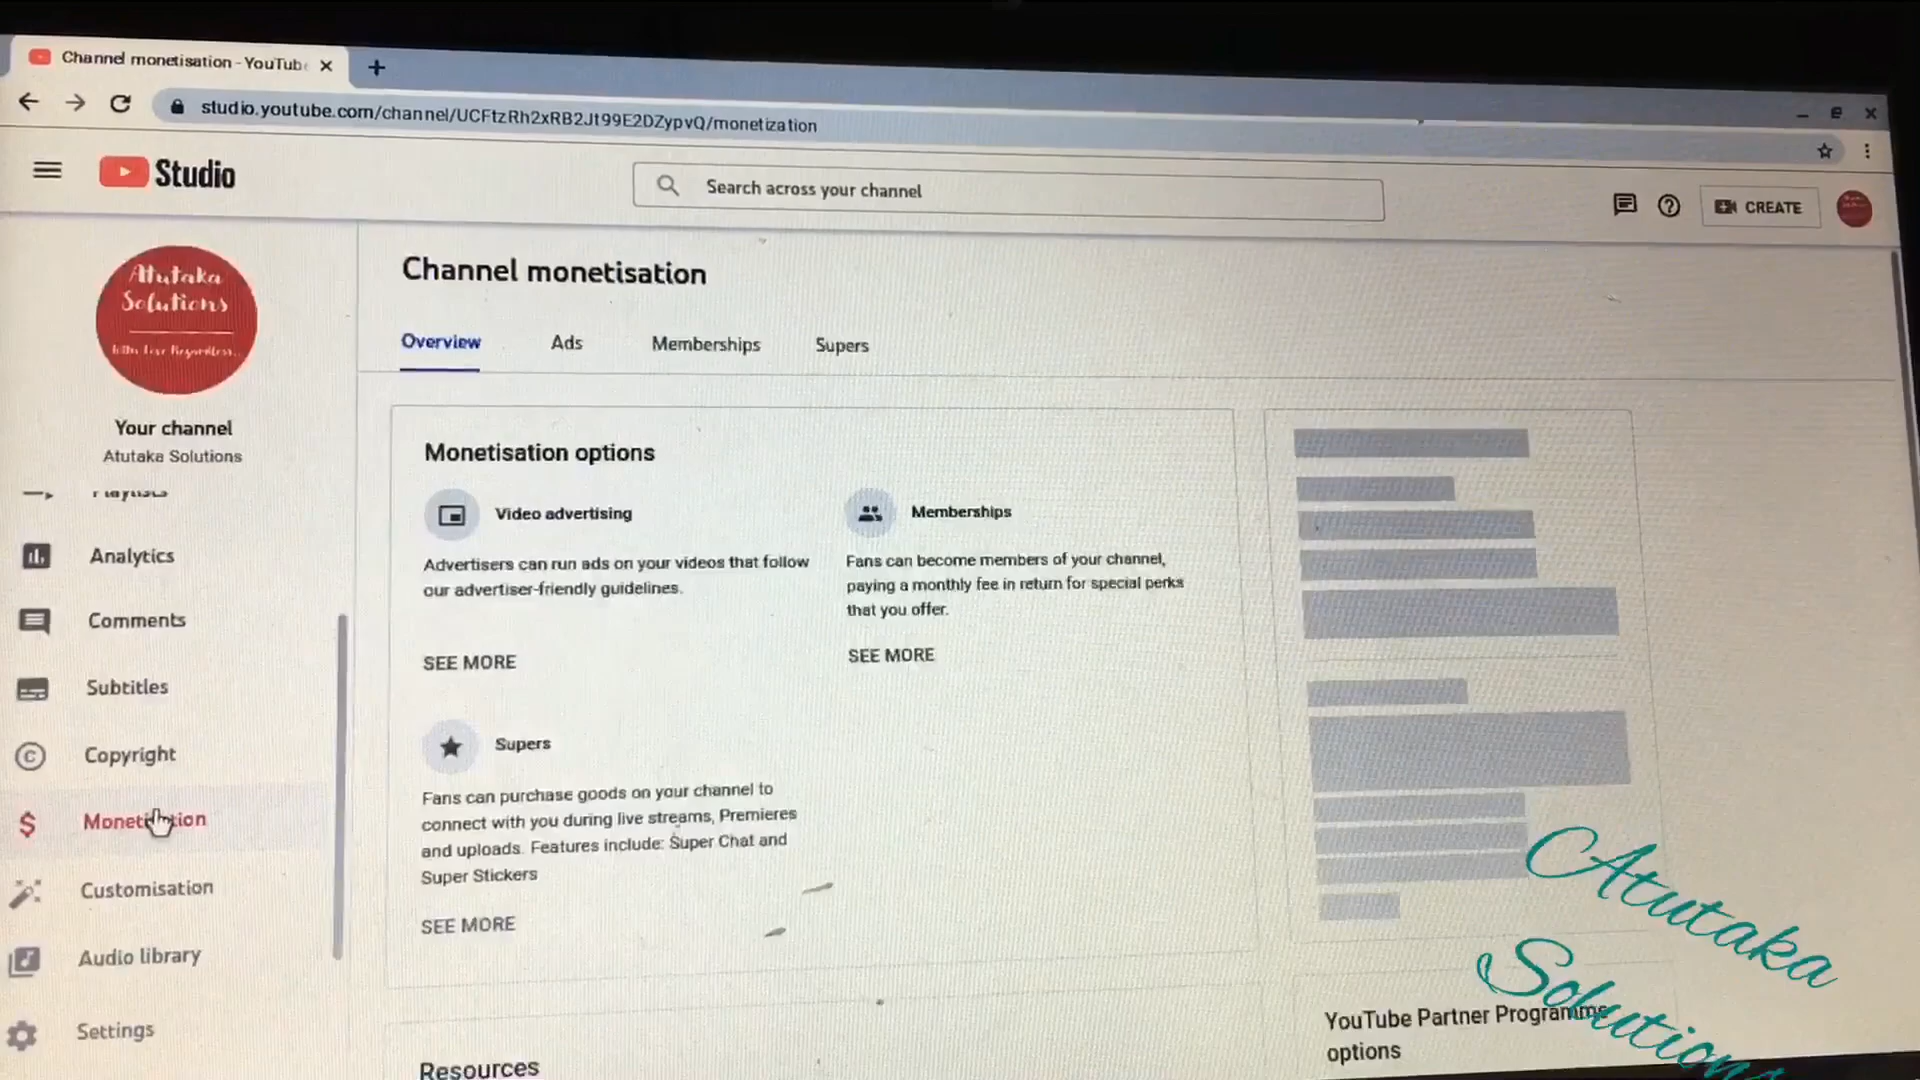 Channel monetisation - YouTube
studio.youtube.com/channel/UCFtzRh2xRB2Jt99E2DZypvQ/monetization
Studio
Search across your channel
CREATE
Atutaka
Solutions
Your channel
Atutaka Solutions
Playlists
Analytics
Comments
Subtitles
Copyright
Customisation
Audio library
Settings
Channel monetisation
Overview
Ads
Memberships
Supers
Monetisation options
Video advertising
Advertisers can run ads on your videos that follow
our advertiser-friendly guidelines.
SEE MORE
Memberships
Fans can become members of your channel,
paying a monthly fee in return for special perks
that you offer.
SEE MORE
Supers
Fans can purchase goods on your channel to
connect with you during live streams, Premieres
and uploads. Features include: Super Chat and
Super Stickers
SEE MORE
Resources
YouTube Partner Programme
options
Atutaka
Solution